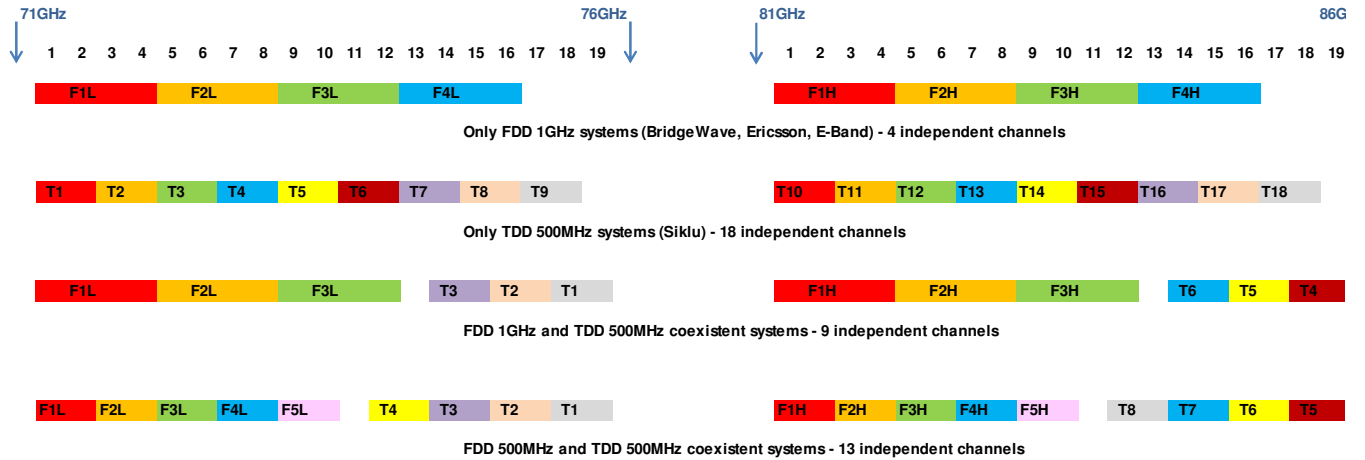 71GHz 76GHz 81GHz 86G
1 2 3 4 5 6 7 8 9 10 11 12 13 14 15 16 17 18 19 1 2 3 4 5 6 7 8 9 10 11 12 13 14 15 16 17 18 19
F1L F2L F3L F4L F1H F2H F3H F4H
Only FDD 1GHz systems (BridgeWave, Ericsson, E-Band) - 4 independent channels
T1 T2 T3 T4 T5 T6 T7 T8 T9 T10 T11 T12 T13 T14 T15 T16 T17 T18
Only TDD 500MHz systems (Siklu) - 18 independent channels
F1L F2L F3L T3 T2 T1 F1H F2H F3H T6 T5 T4
FDD 1GHz and TDD 500MHz coexistent systems - 9 independent channels
F1L F2L F3L F4L F5L T4 T3 T2 T1 F1H F2H F3H F4H F5H T8 T7 T6 T5
FDD 500MHz and TDD 500MHz coexistent systems - 13 independent channels